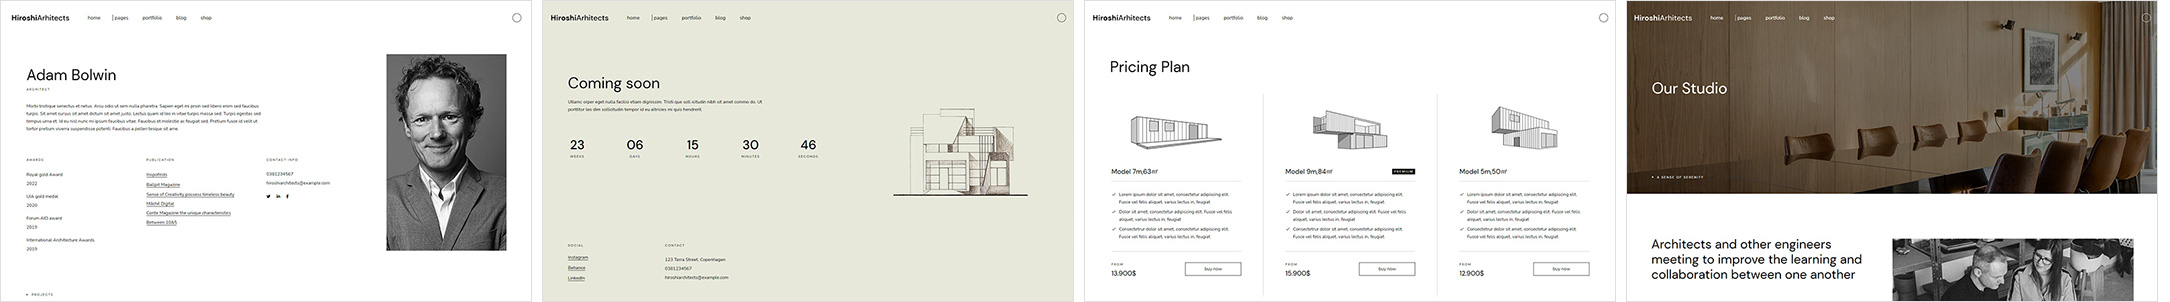 HiroshiArhitects home pages portfolio blog shop
Adam Bolwin
ARCHITECT
Morbi tristique senectus et netus. Arcu odio ut sem nulla pharetra. Sapien eget mi proin sed libero enim sed faucibus
turpis. Sit amet cursus sit amet dictum sit amet justo. Lectus quam id leo in vitae turpis massa sed. Turpis egestas sed
tempus urna et. Id eu nisl nunc mi ipsum faucibus vitae. Faucibus et molestie ac feugiat sed. Pretium fusce id velit ut
tortor pretium viverra suspendisse potenti. Faucibus a pellentesque sit ame.
AWARDS
Royal gold Award
2022
UIA gold medal
2020
Forum AID award
2019
International Architecture Awards
2019
PUBLICATION
Inspofinds
Ballpit Magazine
Sense of Creativity possess timeless beauty
Màché Digital
Conte Magazine the unique characteristics
Between 10&5
CONTACT INFO
0381234567
hiroshiarchitects@example.com
PROJECTS
HiroshiArhitects home pages portfolio blog shop
Coming soon
Ullamc orper eget nulla facilisi etiam dignissim. Tristi que soll icitudin nibh sit amet commo do. Ut
porttitor leo dim sollicitudin tempor id eu altricies mi quis hendrerit.
23 06 15 30 46
WEEKS DAYS HOURS MINUTES SECONDS
SOCIAL
Instagram
Behance
LinkedIn
CONTACT
123 Terra Street, Copenhagen
0381234567
hiroshiarchitects@example.com
HiroshiArhitects home pages portfolio blog shop
Pricing Plan
Model 7m,63m²
Lorem ipsum dolor sit amet, consectetur adipiscing elit.
Fusce vel felis aliquet, varius lectus in, feugiat
Dolor sit amet, consectetur adipiscing elit. Fusce vel felis
aliquet, varius lectus in, feugiat
Consectetur dolor sit amet, consectetur adipiscing elit.
Fusce vel felis aliquet, varius lectus in, feugiat
FROM
13.900$ buy now
Model 9m,84m² PREMIUM
Lorem ipsum dolor sit amet, consectetur adipiscing elit.
Fusce vel felis aliquet, varius lectus in, feugiat
Dolor sit amet, consectetur adipiscing elit. Fusce vel felis
aliquet, varius lectus in, feugiat
Consectetur dolor sit amet, consectetur adipiscing elit.
Fusce vel felis aliquet, varius lectus in, feugiat
FROM
15.900$ buy now
Model 5m,50m²
Lorem ipsum dolor sit amet, consectetur adipiscing elit.
Fusce vel felis aliquet, varius lectus in, feugiat
Dolor sit amet, consectetur adipiscing elit. Fusce vel felis
aliquet, varius lectus in, feugiat
Consectetur dolor sit amet, consectetur adipiscing elit.
Fusce vel felis aliquet, varius lectus in, feugiat
FROM
12.900$ buy now
HiroshiArhitects home pages portfolio blog shop
Our Studio
A SENSE OF SERENITY
Architects and other engineers
meeting to improve the learning and
collaboration between one another